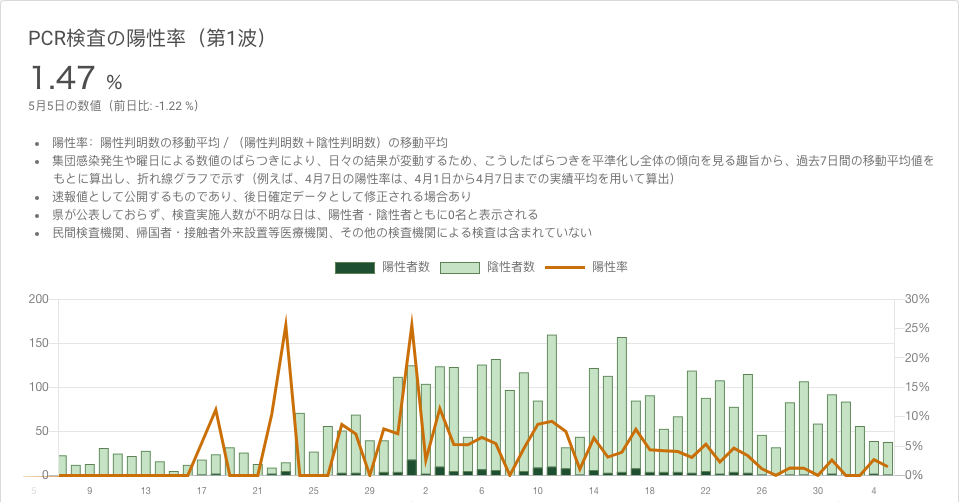 PCR検査の陽性率（第1波）
1.47 %
5月5日の数値（前日比: -1.22 %）
• 陽性率：陽性判明数の移動平均 / （陽性判明数＋陰性判明数）の移動平均
• 集団感染発生や曜日による数値のばらつきにより、日々の結果が変動するため、こうしたばらつきを平準化し全体の傾向を見る趣旨から、過去7日間の移動平均値を
もとに算出し、折れ線グラフで示す（例えば、4月7日の陽性率は、4月1日から4月7日までの実績平均を用いて算出）
• 速報値として公開するものであり、後日確定データとして修正される場合あり
• 県が公表しておらず、検査実施人数が不明な日は、陽性者・陰性者ともに0名と表示される
• 民間検査機関、帰国者・接触者外来設置等医療機関、その他の検査機関による検査は含まれていない
陽性者数 陰性者数 陽性率
200 30%
25%
150
20%
100 15%
10%
50
5%
0 0%
5 9 13 17 21 25 29 2 6 10 14 18 22 26 30 4